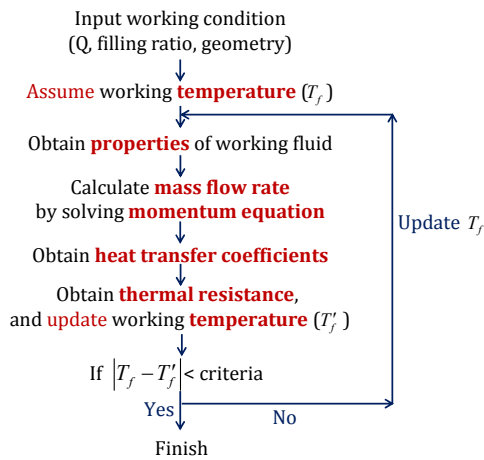 Input working condition
(Q, filling ratio, geometry)
Assume working temperature (T_f)
Obtain properties of working fluid
Calculate mass flow rate
by solving momentum equation
Update T_f
Obtain heat transfer coefficients
Obtain thermal resistance,
and update working temperature (T'_f)
If |T_f − T'_f| < criteria
Yes
No
Finish